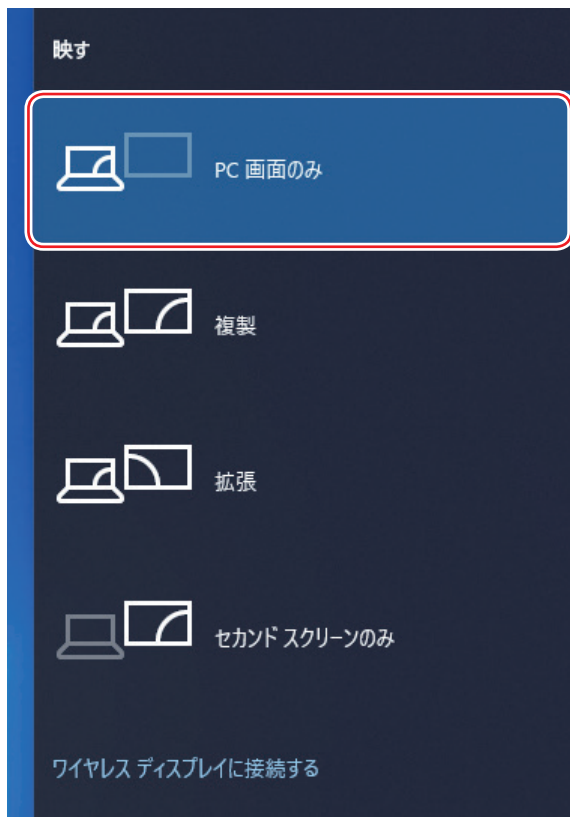 映す
PC 画面のみ
複製
拡張
セカンド スクリーンのみ
ワイヤレス ディスプレイに接続する